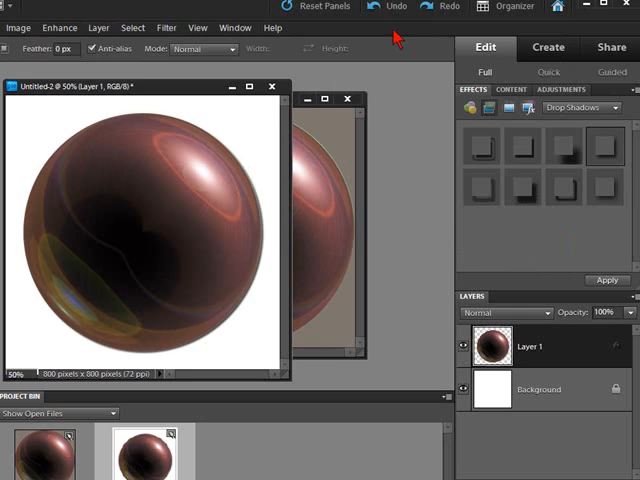 Reset Panels Undo Redo Organizer
Image Enhance Layer Select Filter View Window Help
Feather: 0 px Anti-alias Mode: Normal Width: Height:
Edit Create Share
Full Quick Guided
Untitled-2 @ 50% (Layer 1, RGB/8) *
EFFECTS CONTENT ADJUSTMENTS
Drop Shadows
Apply
LAYERS
Normal Opacity: 100%
Layer 1
50% 800 pixels x 800 pixels (72 ppi)
Background
PROJECT BIN
Show Open Files